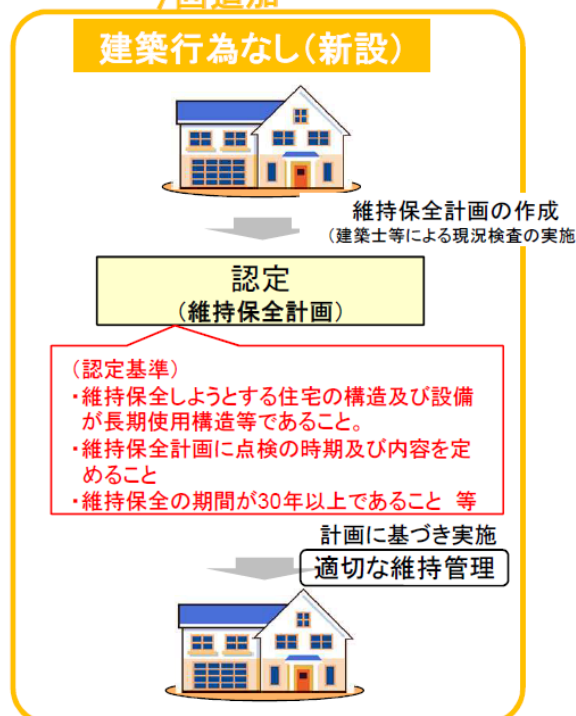 建築行為なし（新設）
維持保全計画の作成
（建築士等による現況検査の実施
認定
（維持保全計画）
（認定基準）
・維持保全しようとする住宅の構造及び設備
が長期使用構造等であること。
・維持保全計画に点検の時期及び内容を定
めること
・維持保全の期間が30年以上であること 等
計画に基づき実施
適切な維持管理